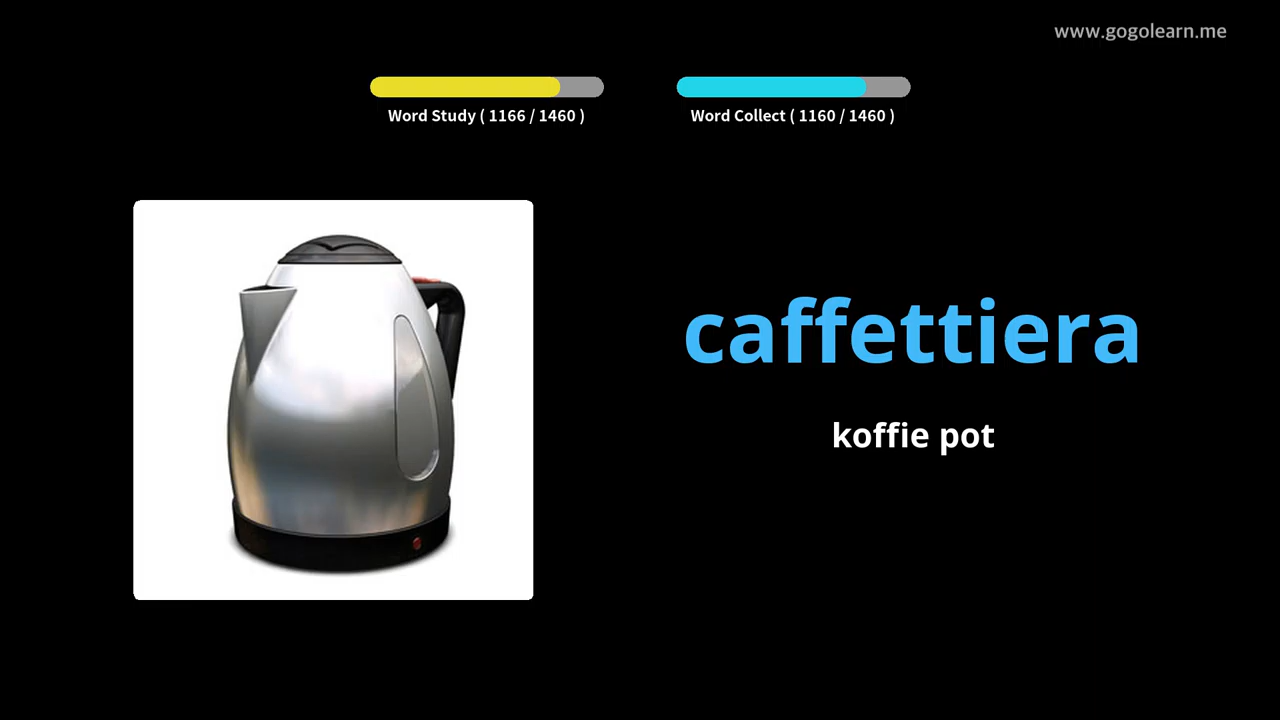 www.gogolearn.me
Word Study ( 1166 / 1460 )
Word Collect ( 1160 / 1460 )
caffettiera
koffie pot